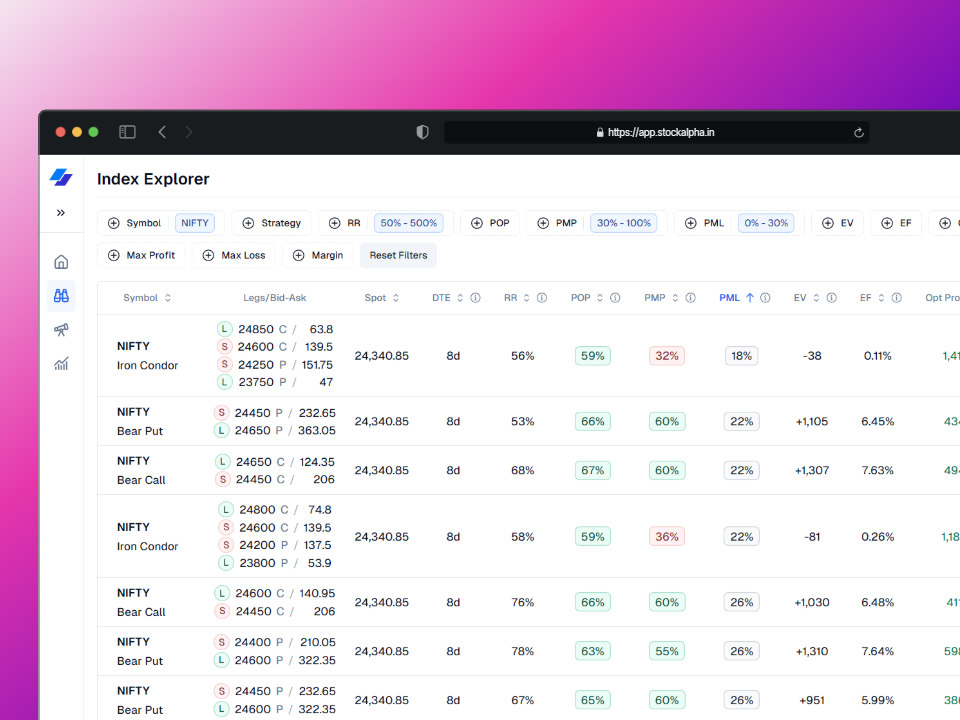 https://app.stockalpha.in
Index Explorer
Symbol NIFTY Strategy RR 50% - 500% POP PMP 30% - 100% PML 0% - 30% EV EF
Max Profit Max Loss Margin Reset Filters
Symbol Legs/Bid-Ask Spot DTE RR POP PMP PML EV EF Opt Pro
L 24850 C / 63.8
NIFTY S 24600 C / 139.5
24,340.85 8d 56% 59% 32% 18% -38 0.11% 1,41
Iron Condor S 24250 P / 151.75
L 23750 P / 47
NIFTY S 24450 P / 232.65
24,340.85 8d 53% 66% 60% 22% +1,105 6.45% 434
Bear Put L 24650 P / 363.05
NIFTY L 24650 C / 124.35
24,340.85 8d 68% 67% 60% 22% +1,307 7.63% 494
Bear Call S 24450 C / 206
L 24800 C / 74.8
NIFTY S 24600 C / 139.5
24,340.85 8d 58% 59% 36% 22% -81 0.26% 1,18
Iron Condor S 24200 P / 137.5
L 23800 P / 53.9
NIFTY L 24600 C / 140.95
24,340.85 8d 76% 66% 60% 26% +1,030 6.48% 411
Bear Call S 24450 C / 206
NIFTY S 24400 P / 210.05
24,340.85 8d 78% 63% 55% 26% +1,310 7.64% 598
Bear Put L 24600 P / 322.35
NIFTY S 24450 P / 232.65
24,340.85 8d 67% 65% 60% 26% +951 5.99% 386
Bear Put L 24600 P / 322.35